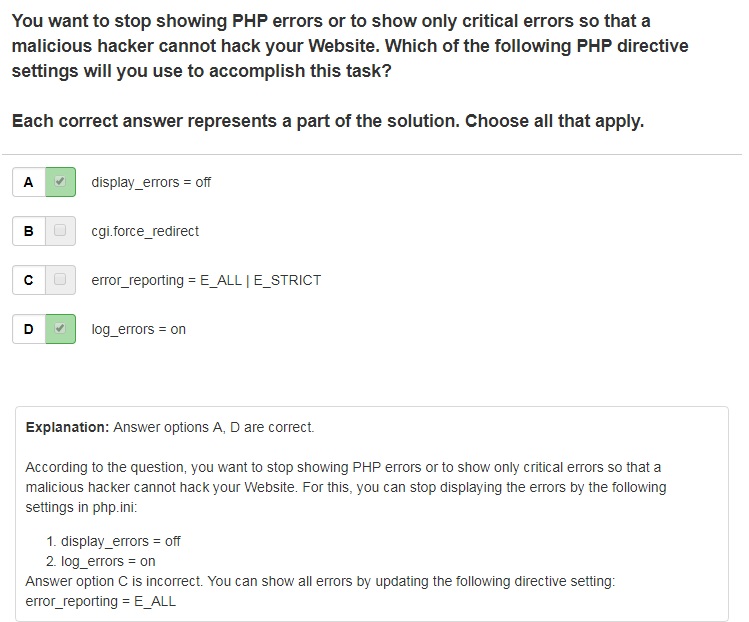 You want to stop showing PHP errors or to show only critical errors so that a
malicious hacker cannot hack your Website. Which of the following PHP directive
settings will you use to accomplish this task?
Each correct answer represents a part of the solution. Choose all that apply.
A display_errors = off
B cgi.force_redirect
C error_reporting = E_ALL | E_STRICT
D log_errors = on
Explanation: Answer options A, D are correct.
According to the question, you want to stop showing PHP errors or to show only critical errors so that a
malicious hacker cannot hack your Website. For this, you can stop displaying the errors by the following
settings in php.ini:
1. display_errors = off
2. log_errors = on
Answer option C is incorrect. You can show all errors by updating the following directive setting:
error_reporting = E_ALL